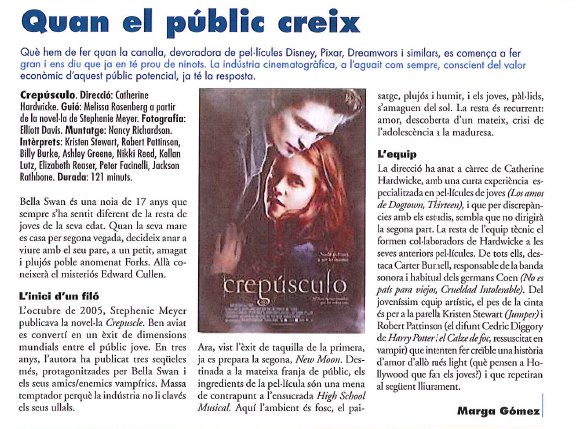 Quan el públic creix
Què hem de fer quan la canalla, devoradora de pel·lícules Disney, Pixar, Dreamwors i similars, es comença a fer
gran i ens diu que ja en té prou de ninots. La indústria cinematogràfica, a l'aguait com sempre, conscient del valor
econòmic d'aquest públic potencial, ja té la resposta.
Crepúsculo. Direcció: Catherine
Hardwicke. Guió: Melissa Rosenberg a partir
de la novel·la de Stephenie Meyer. Fotografia:
Elliott Davis. Muntatge: Nancy Richardson.
Intèrprets: Kristen Stewart, Robert Pattinson,
Billy Burke, Ashley Greene, Nikki Reed, Kellan
Lutz, Elizabeth Reaser, Peter Facinelli, Jackson
Rathbone. Durada: 121 minuts.
Bella Swan és una noia de 17 anys que
sempre s'ha sentit diferent de la resta de
joves de la seva edat. Quan la seva mare
es casa per segona vegada, decideix anar a
viure amb el seu pare, a un petit, amagat
i plujós poble anomenat Forks. Allà co-
neixerà el misteriós Edward Cullen.
L'inici d'un filó
L'octubre de 2005, Stephenie Meyer
publicava la novel·la Crepuscle. Ben aviat
es convertí en un èxit de dimensions
mundials entre el públic jove. En tres
anys, l'autora ha publicat tres seqüeles
més, protagonitzades per Bella Swan i
els seus amics/enemics vampírics. Massa
temptador perquè la indústria no li clavés
els seus ullals.
crepúsculo
Ara, vist l'èxit de taquilla de la primera,
ja es prepara la segona, New Moon. Des-
tinada a la mateixa franja de públic, els
ingredients de la pel·lícula són una mena
de contrapunt a l'ensucrada High School
Musical. Aquí l'ambient és fosc, el pai-
satge, plujós i humit, i els joves, pàl·lids,
s'amaguen del sol. La resta és recurrent:
amor, descoberta d'un mateix, crisi de
l'adolescència i la maduresa.
L'equip
La direcció ha anat a càrrec de Catherine
Hardwicke, amb una curta experiència es-
pecialitzada en pel·lícules de joves (Los amos
de Dogtown, Thirteen), i que per discrepàn-
cies amb els estudis, sembla que no dirigirà
la segona part. La resta de l'equip tècnic el
formen col·laboradors de Hardwicke a les
seves anteriors pel·lícules. De tots ells, des-
taca Carter Burwell, responsable de la banda
sonora i habitual dels germans Coen (No es
país para viejos, Crueldad Intolerable). Del
joveníssim equip artístic, el pes de la cinta
és per a la parella Kristen Stewart (Jumper) i
Robert Pattinson (el difunt Cedric Diggory
de Harry Potter i el Calze de foc, ressuscitat en
vampir) que intenten fer creïble una història
d'amor d'allò més light (què pensen a Ho-
llywood que fan els joves?) i que repetiran
al següent lliurament.
Marga Gómez